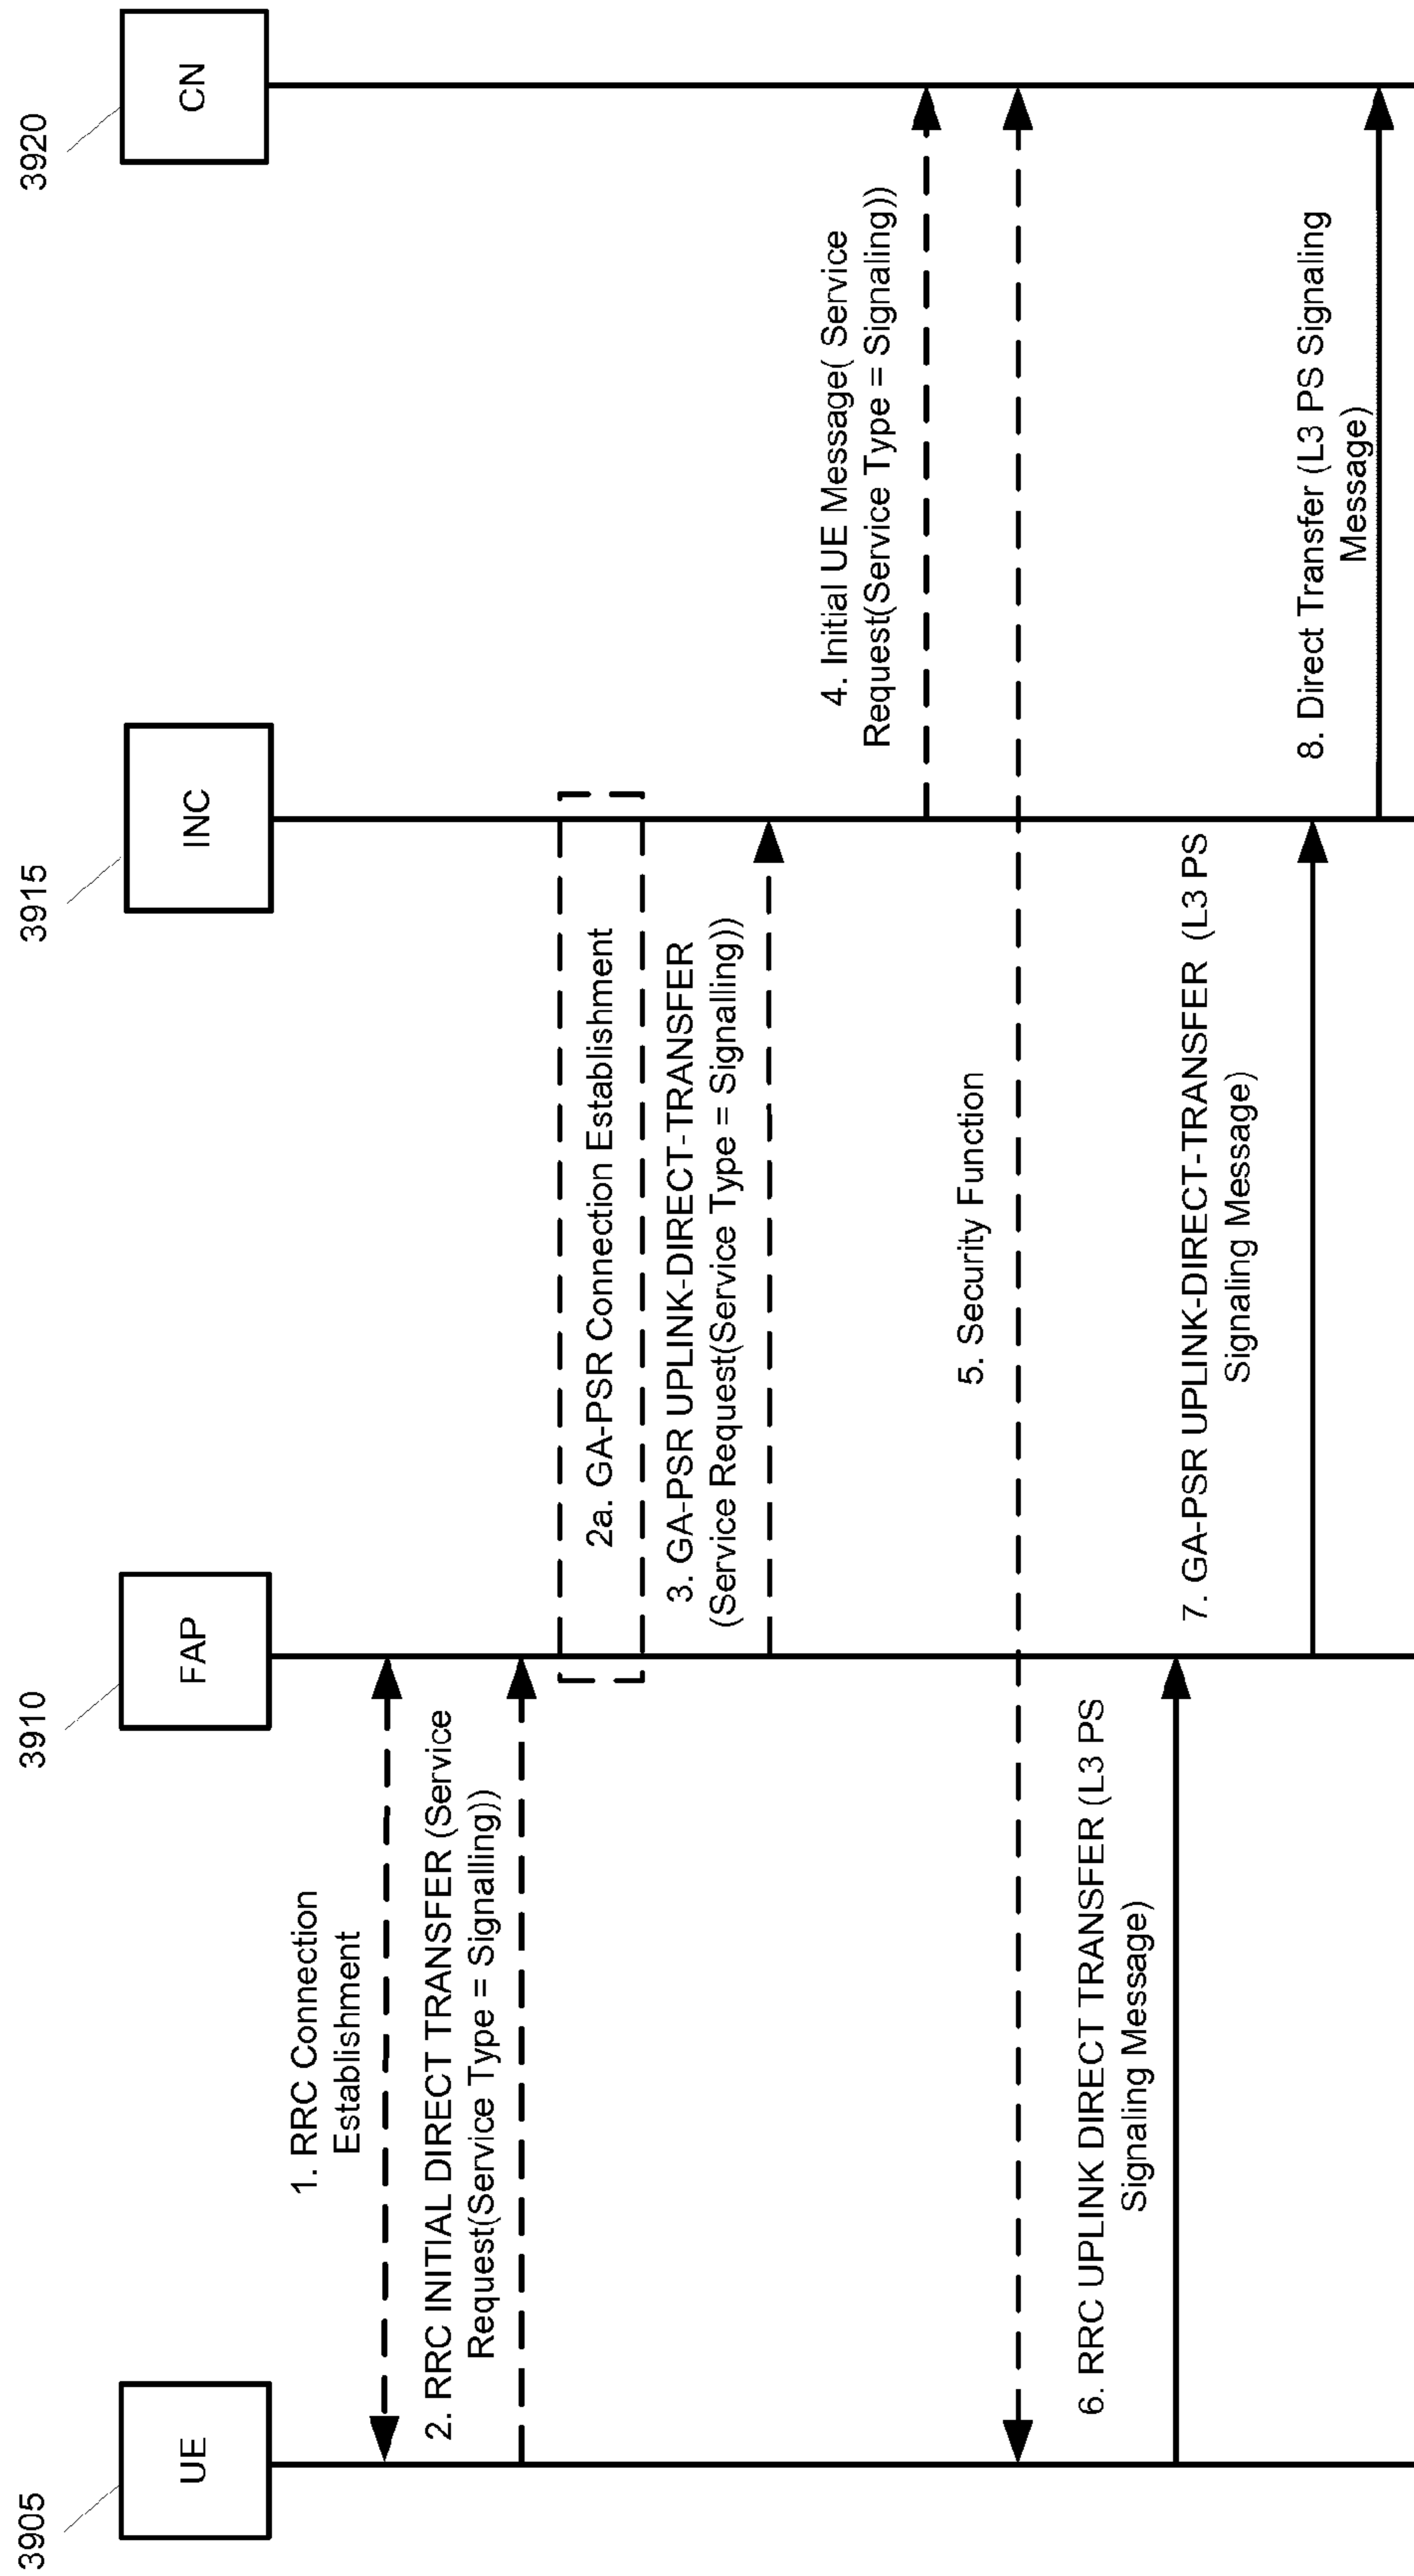 3905
3910
3915
3920
UE
FAP
INC
CN
1. RRC Connection
Establishment
2. RRC INITIAL DIRECT TRANSFER (Service
Request(Service Type = Signalling))
2a. GA-PSR Connection Establishment
3. GA-PSR UPLINK-DIRECT-TRANSFER
(Service Request(Service Type = Signalling))
4. Initial UE Message( Service
Request(Service Type = Signaling))
5. Security Function
6. RRC UPLINK DIRECT TRANSFER (L3 PS
Signaling Message)
7. GA-PSR UPLINK-DIRECT-TRANSFER (L3 PS
Signaling Message)
8. Direct Transfer (L3 PS Signaling
Message)